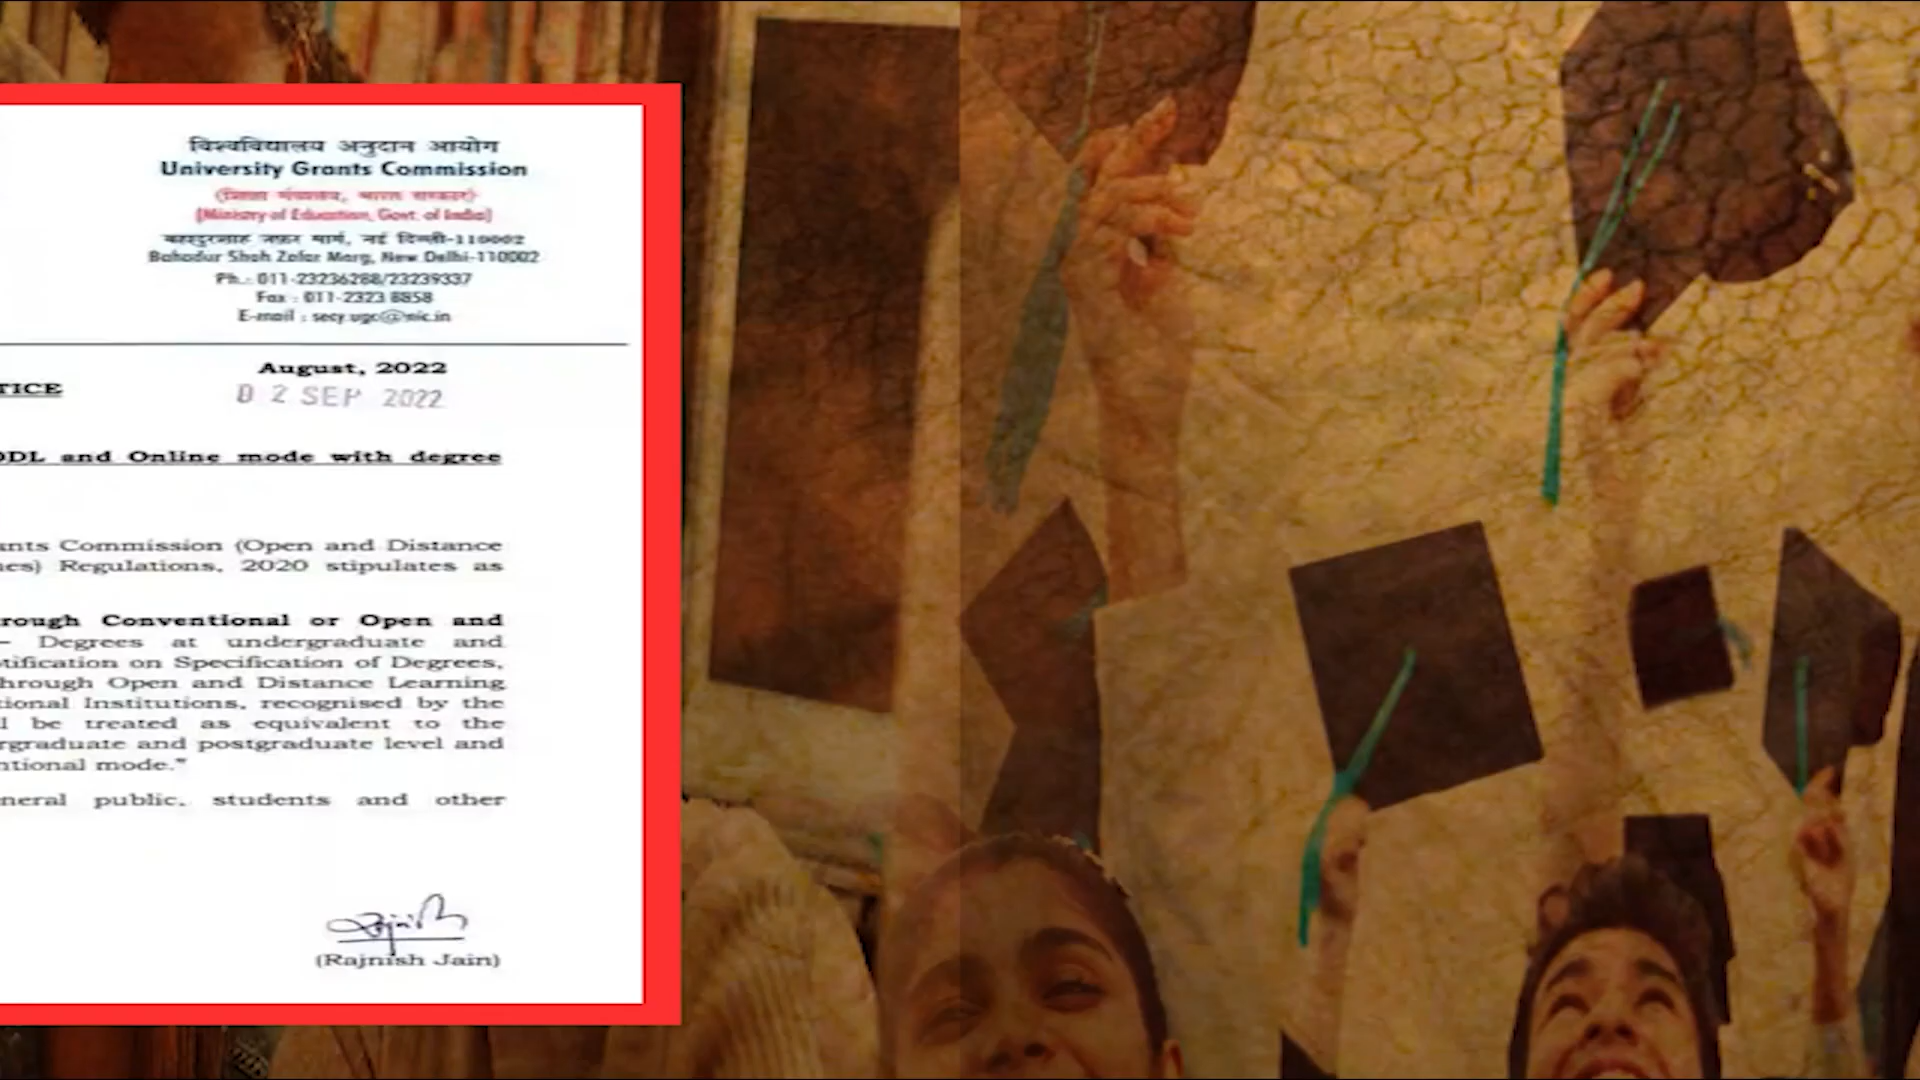 विश्वविद्यालय अनुदान आयोग
University Grants Commission
(शिक्षा मंत्रालय, भारत सरकार)
(Ministry of Education, Govt. of India)
बहादुरशाह ज़फ़र मार्ग, नई दिल्ली-110002
Bahadur Shah Zafar Marg, New Delhi-110002
Ph.: 011-23236288/23239337
Fax : 011-2323 8858
E-mail : secy.ugc@nic.in
August, 2022
TICE
02 SEP 2022
ODL and Online mode with degree
ants Commission (Open and Distance
nes) Regulations, 2020 stipulates as
rough Conventional or Open and
– Degrees at undergraduate and
tification on Specification of Degrees,
hrough Open and Distance Learning
tional Institutions, recognised by the
l be treated as equivalent to the
rgraduate and postgraduate level and
ntional mode."
neral public, students and other
(Rajnish Jain)